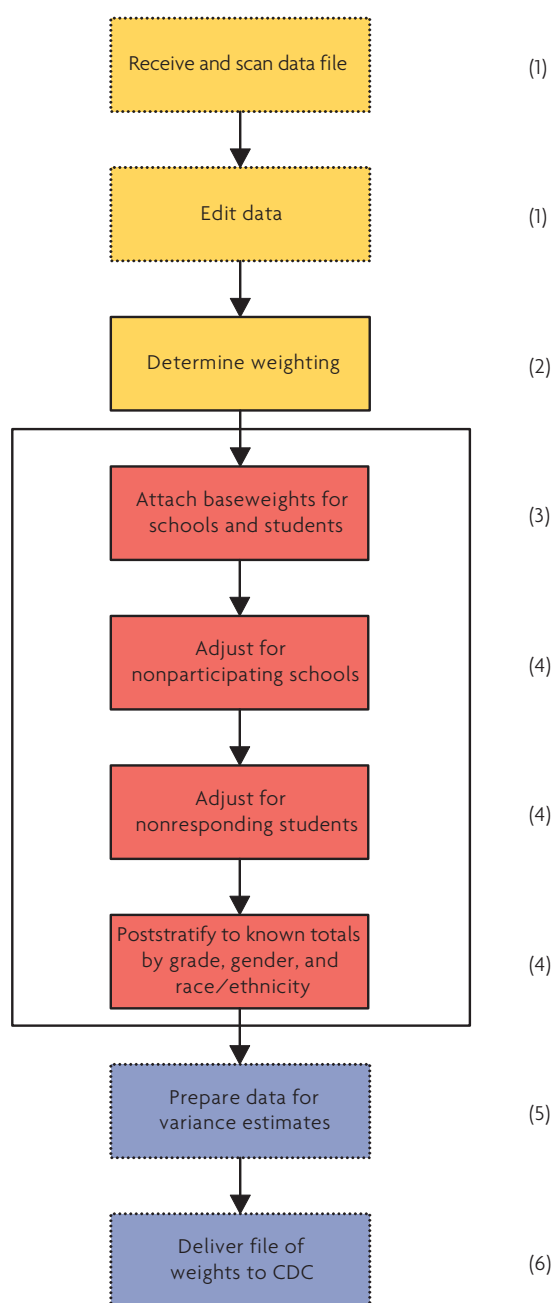 Receive and scan data file (1)
Edit data (1)
Determine weighting (2)
Attach baseweights for
schools and students (3)
Adjust for
nonparticipating schools (4)
Adjust for
nonresponding students (4)
Poststratify to known totals
by grade, gender, and
race/ethnicity (4)
Prepare data for
variance estimates (5)
Deliver file of
weights to CDC (6)